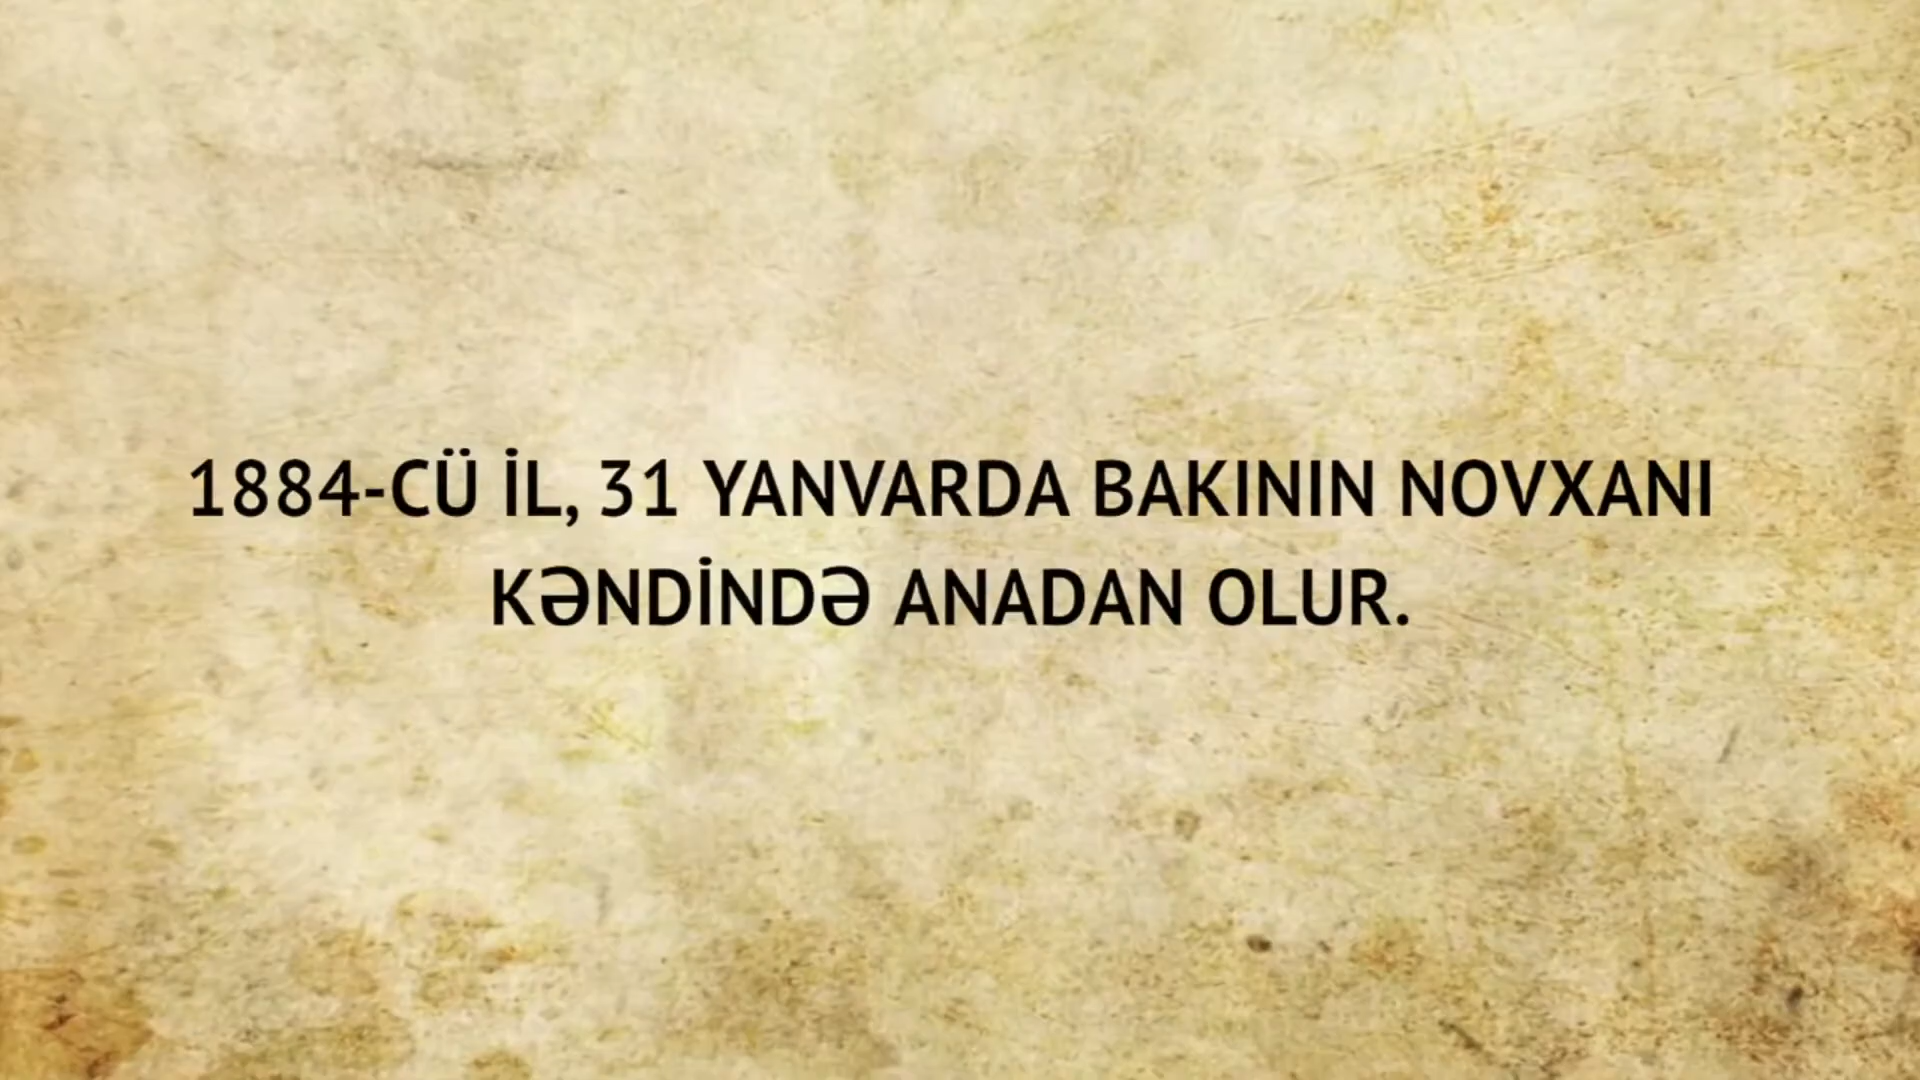 1884-CÜ İL, 31 YANVARDA BAKININ NOVXANI
KƏNDİNDƏ ANADAN OLUR.